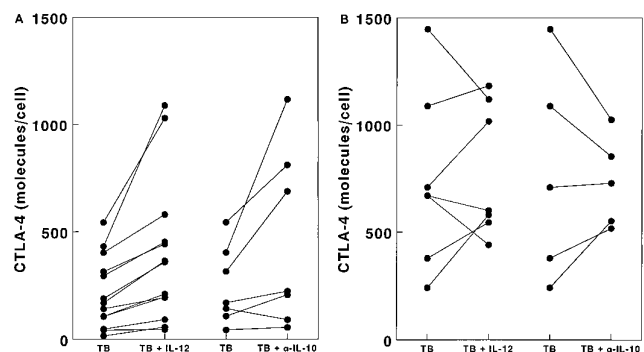 A
1500
1000
500
0
CTLA-4 (molecules/cell)
TB
TB + IL-12
TB
TB + α-IL-10
B
1500
1000
500
0
CTLA-4 (molecules/cell)
TB
TB + IL-12
TB
TB + α-IL-10